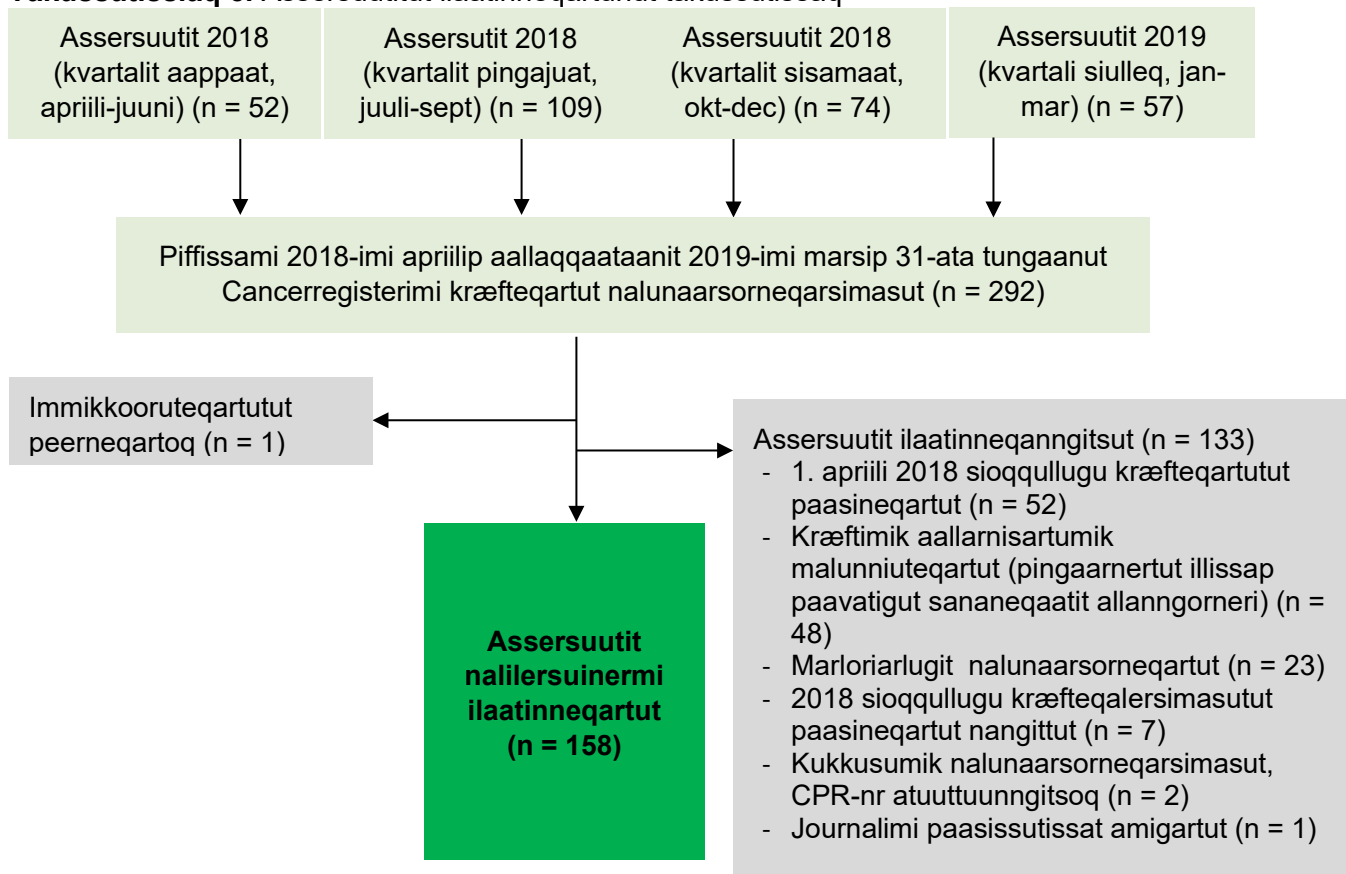 Assersuutit 2018
(kvartalit aappaat,
apriili-juuni) (n = 52)
Assersutit 2018
(kvartalit pingajuat,
juuli-sept) (n = 109)
Assersuutit 2018
(kvartalit sisamaat,
okt-dec) (n = 74)
Assersuutit 2019
(kvartali siulleq, jan-
mar) (n = 57)
Piffissami 2018-imi apriilip aallaqqaataanit 2019-imi marsip 31-ata tungaanut
Cancerregisterimi kræfteqartut nalunaarsorneqarsimasut (n = 292)
Immikkooruteqartutut
peerneqartoq (n = 1)
Assersuutit ilaatinneqanngitsut (n = 133)
- 1. apriili 2018 sioqqullugu kræfteqartutut
paasineqartut (n = 52)
- Kræftimik aallarnisartumik
malunniuteqartut (pingaarnertut illissap
paavatigut sananeqaatit allanngorneri) (n =
48)
- Marloriarlugit nalunaarsorneqartut (n = 23)
- 2018 sioqqullugu kræfteqalersimasutut
paasineqartut nangittut (n = 7)
- Kukkusumik nalunaarsorneqarsimasut,
CPR-nr atuuttuunngitsoq (n = 2)
- Journalimi paasissutissat amigartut (n = 1)
Assersuutit
nalilersuinermi
ilaatinneqartut
(n = 158)